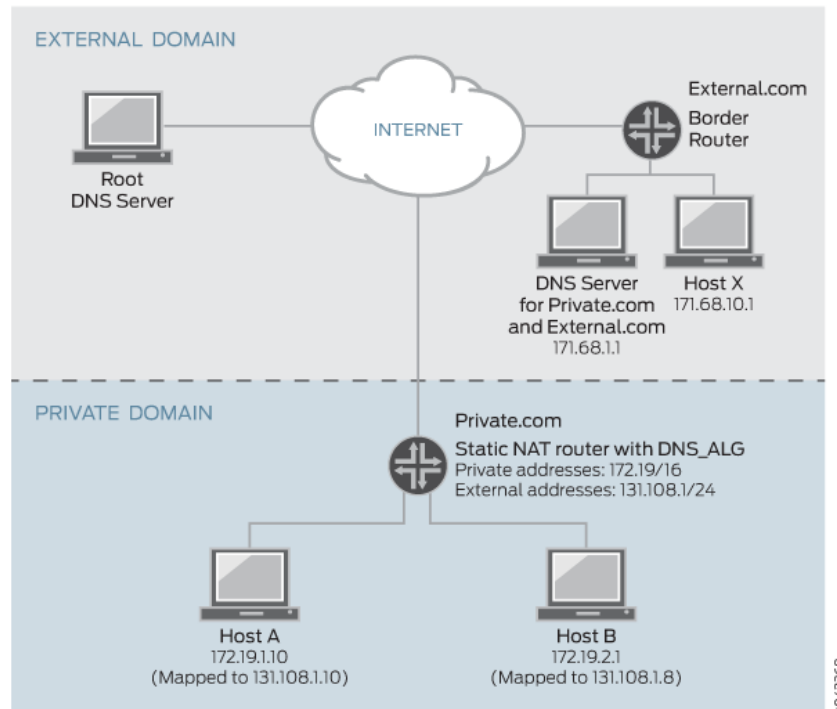 EXTERNAL DOMAIN
INTERNET
Root
DNS Server
External.com
Border
Router
DNS Server
for Private.com
and External.com
171.68.1.1
Host X
171.68.10.1
PRIVATE DOMAIN
Private.com
Static NAT router with DNS_ALG
Private addresses: 172.19/16
External addresses: 131.108.1/24
Host A
172.19.1.10
(Mapped to 131.108.1.10)
Host B
172.19.2.1
(Mapped to 131.108.1.8)